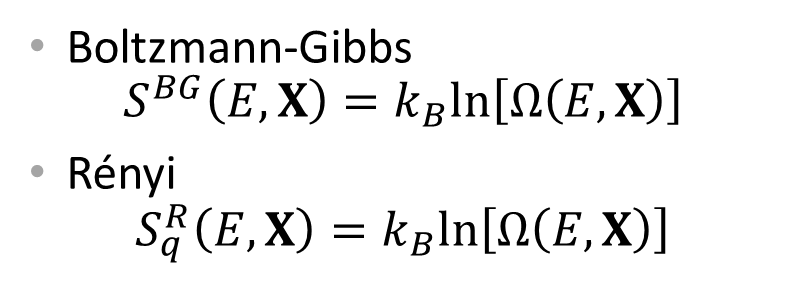 • Boltzmann-Gibbs
S^{BG}(E, 𝐗) = k_B ln[Ω(E, 𝐗)]
• Rényi
S_q^R(E, 𝐗) = k_B ln[Ω(E, 𝐗)]